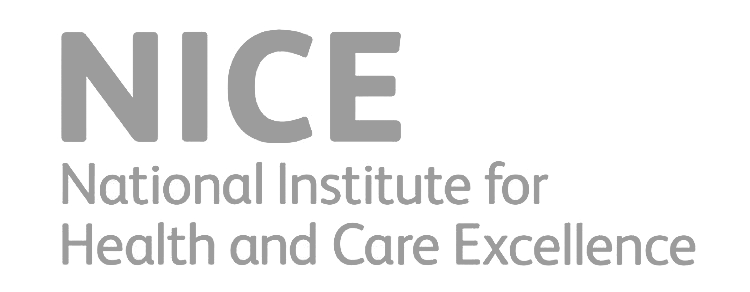 NICE
National Institute for
Health and Care Excellence